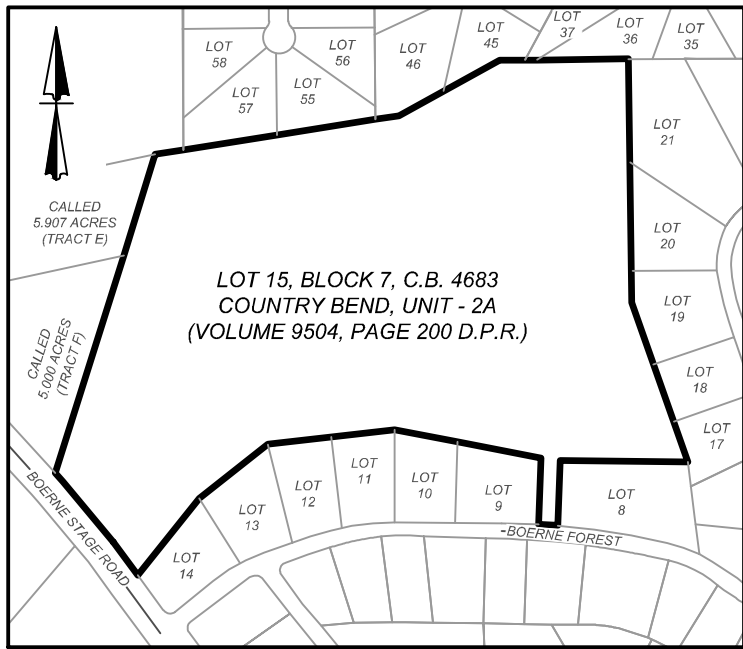 LOT
58
LOT
57
LOT
56
LOT
55
LOT
46
LOT
45
LOT
37
LOT
36
LOT
35
LOT
21
LOT
20
LOT
19
LOT
18
LOT
17
CALLED
5.907 ACRES
(TRACT E)
CALLED
5.000 ACRES
(TRACT F)
LOT 15, BLOCK 7, C.B. 4683
COUNTRY BEND, UNIT - 2A
(VOLUME 9504, PAGE 200 D.P.R.)
LOT
14
LOT
13
LOT
12
LOT
11
LOT
10
LOT
9
LOT
8
BOERNE STAGE ROAD
BOERNE FOREST